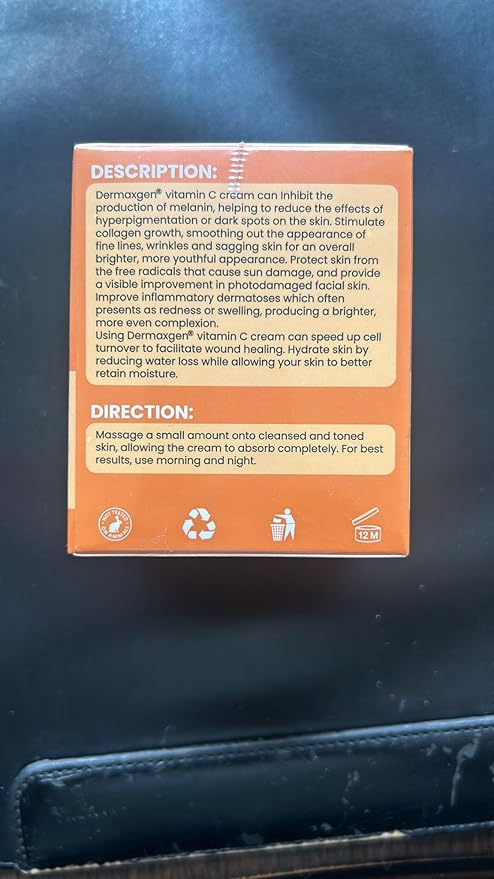 DESCRIPTION:
Dermaxgen® vitamin C cream can Inhibit the
production of melanin, helping to reduce the effects of
hyperpigmentation or dark spots on the skin. Stimulate
collagen growth, smoothing out the appearance of
fine lines, wrinkles and sagging skin for an overall
brighter, more youthful appearance. Protect skin from
the free radicals that cause sun damage, and provide
a visible improvement in photodamaged facial skin.
Improve inflammatory dermatoses which often
presents as redness or swelling, producing a brighter,
more even complexion.
Using Dermaxgen® vitamin C cream can speed up cell
turnover to facilitate wound healing. Hydrate skin by
reducing water loss while allowing your skin to better
retain moisture.
DIRECTION:
Massage a small amount onto cleansed and toned
skin, allowing the cream to absorb completely. For best
results, use morning and night.
NOT TESTED
ON ANIMALS
12 M